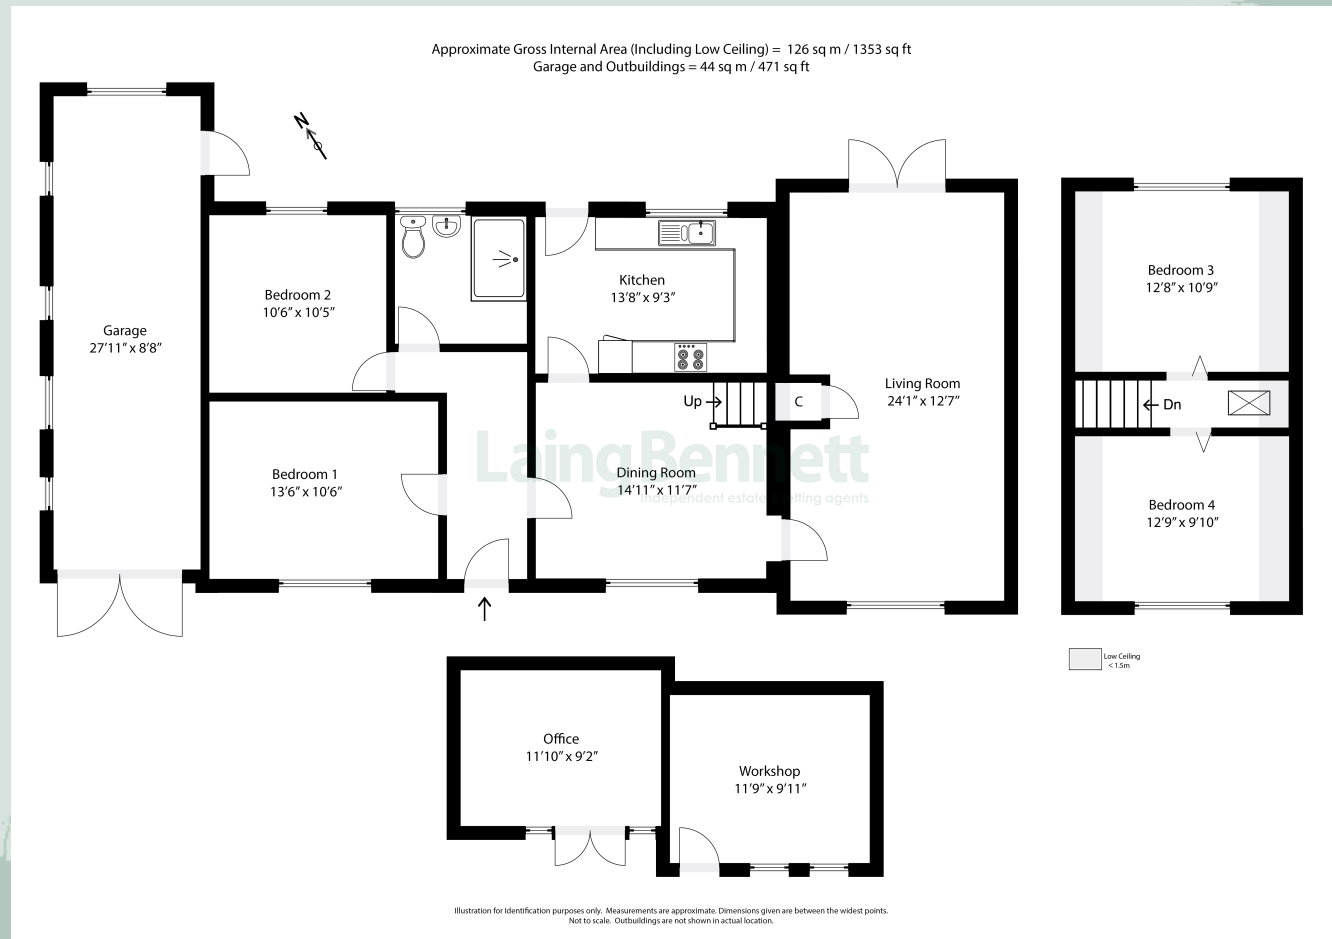 Approximate Gross Internal Area (Including Low Ceiling) = 126 sq m / 1353 sq ft
Garage and Outbuildings = 44 sq m / 471 sq ft
N
Garage
27'11" x 8'8"
Bedroom 2
10'6" x 10'5"
Kitchen
13'8" x 9'3"
Living Room
24'1" x 12'7"
Bedroom 3
12'8" x 10'9"
Up
C
Dn
Bedroom 1
13'6" x 10'6"
LaingBennett
independent estate & letting agents
Dining Room
14'11" x 11'7"
Bedroom 4
12'9" x 9'10"
Low Ceiling
< 1.5m
Office
11'10" x 9'2"
Workshop
11'9" x 9'11"
Illustration for Identification purposes only. Measurements are approximate. Dimensions given are between the widest points.
Not to scale. Outbuildings are not shown in actual location.